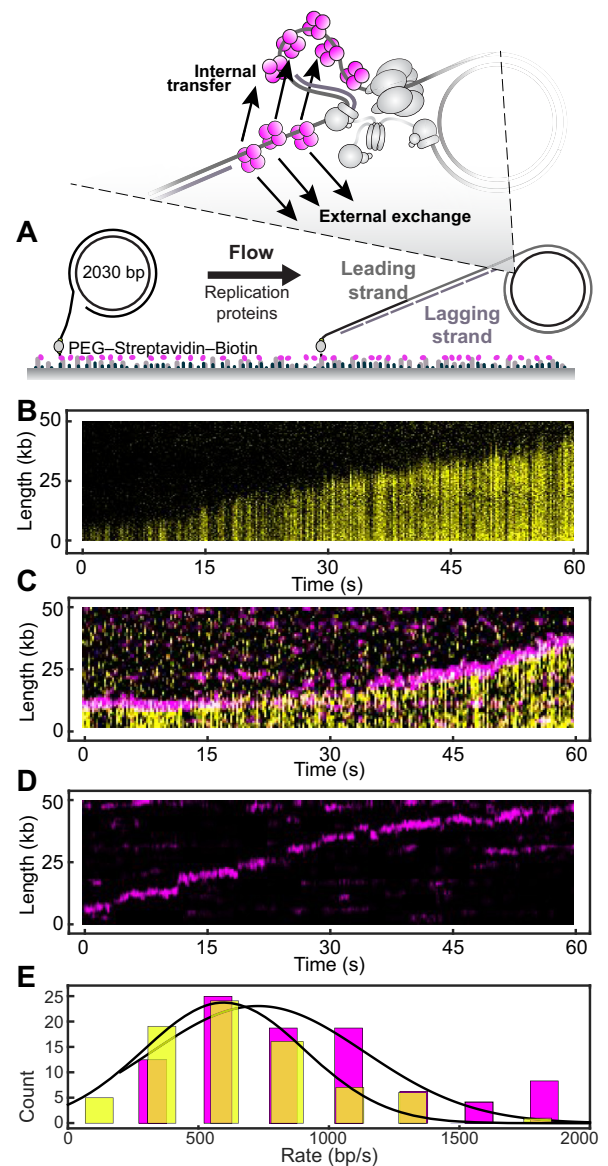 Internal
transfer
External exchange
A
2030 bp
Flow
Replication
proteins
Leading
strand
Lagging
strand
PEG–Streptavidin–Biotin
B
Length (kb)
50
25
0
0 15 30 45 60
Time (s)
C
Length (kb)
50
25
0
0 15 30 45 60
Time (s)
D
Length (kb)
50
25
0
0 15 30 45 60
Time (s)
E
Count
25
20
15
10
5
0
0 500 1000 1500 2000
Rate (bp/s)